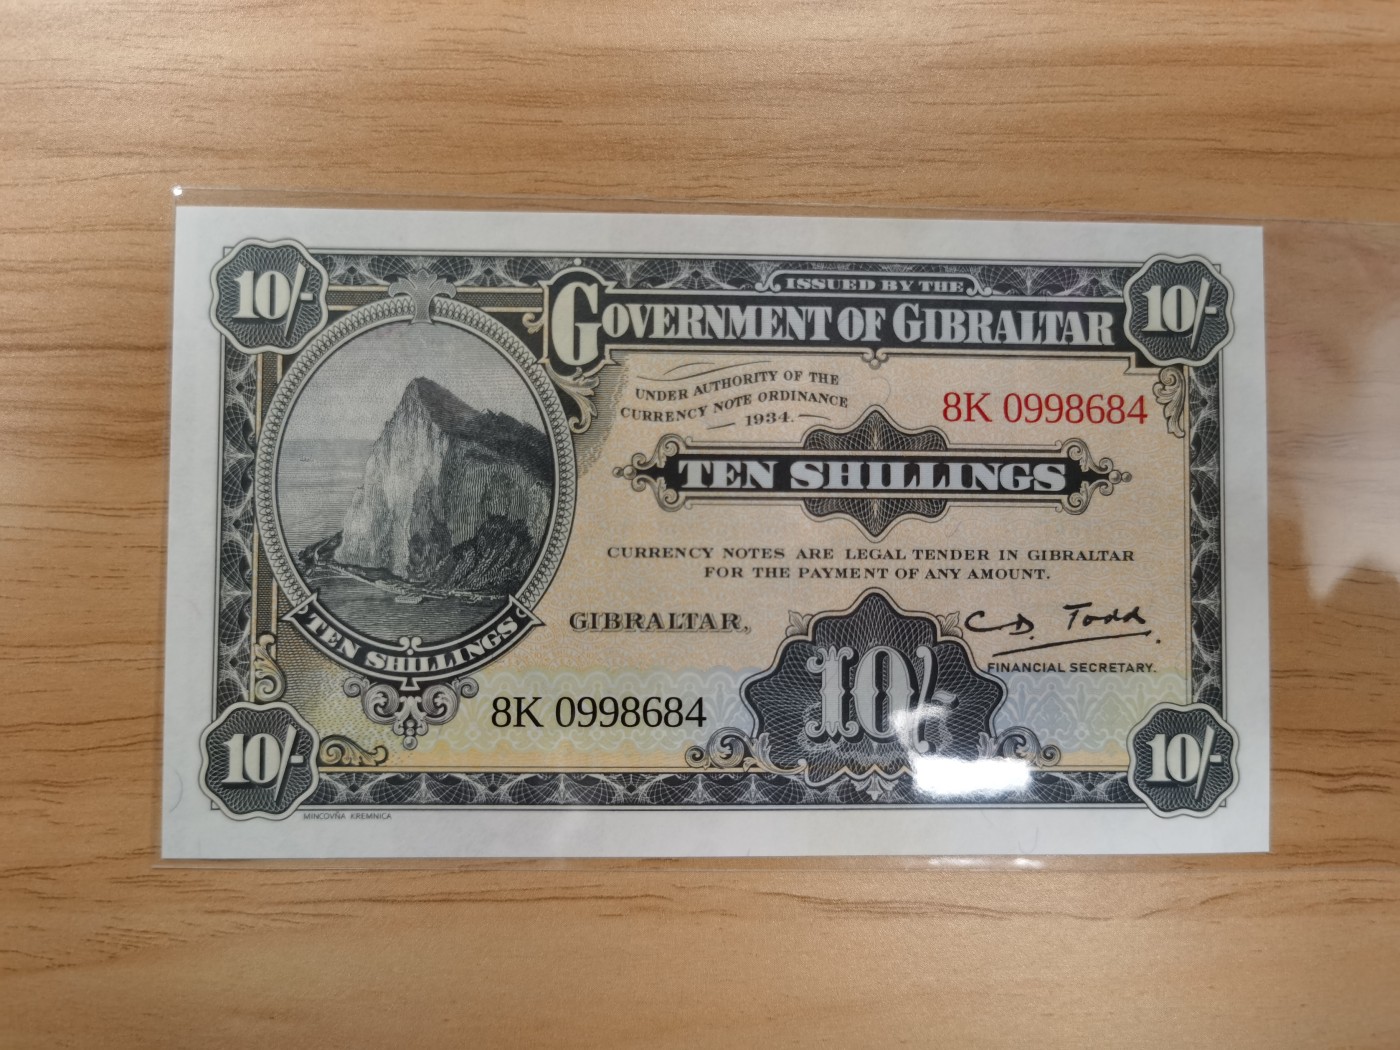 10/-
ISSUED BY THE
10/-
GOVERNMENT OF GIBRALTAR
UNDER AUTHORITY OF THE
CURRENCY NOTE ORDINANCE
1934.
8K 0998684
TEN SHILLINGS
CURRENCY NOTES ARE LEGAL TENDER IN GIBRALTAR
FOR THE PAYMENT OF ANY AMOUNT.
GIBRALTAR,
C D. Todd
FINANCIAL SECRETARY.
TEN SHILLINGS
8K 0998684
10/-
10/-
10/-
MINCOVŇA KREMNICA